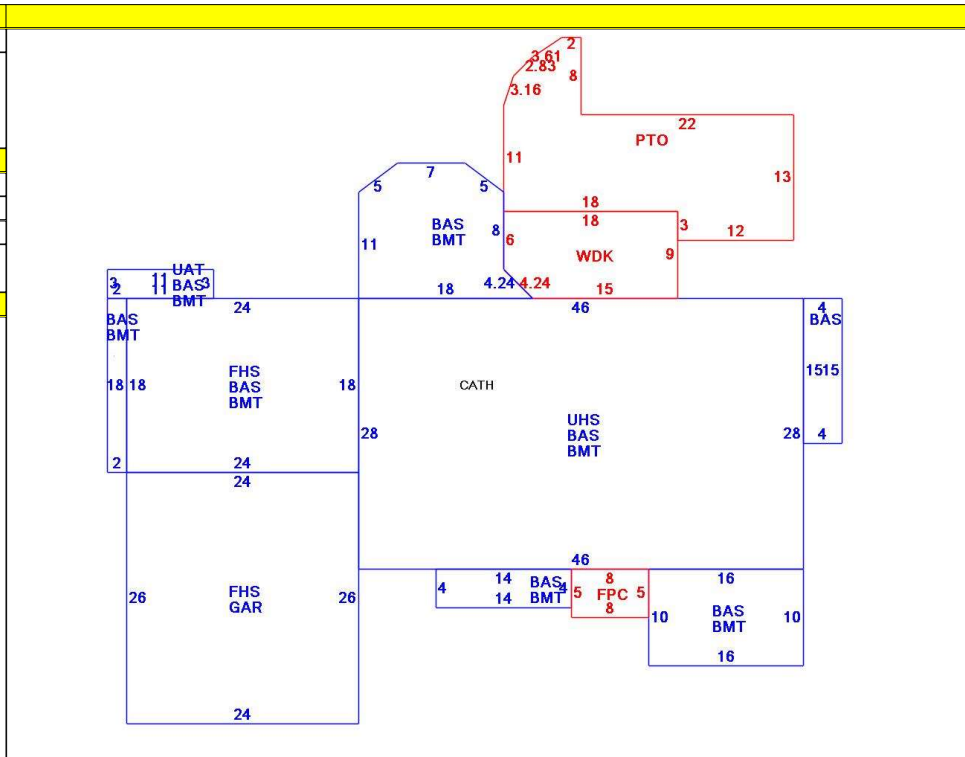 2
3.61
2.83
8
3.16
22
PTO
11
13
7
5
5
18
18
BAS
BMT
8
6
3
12
11
WDK
9
4.24
4.24
18
15
46
UAT
3
11
3
2
11
BAS
BMT
24
4
BAS
BAS
BMT
18
18
FHS
BAS
BMT
18
CATH
1515
28
UHS
BAS
BMT
28
4
2
24
24
46
14
14
4
BAS
BMT
4
8
5
FPC
5
8
16
10
BAS
BMT
10
16
26
FHS
GAR
26
24